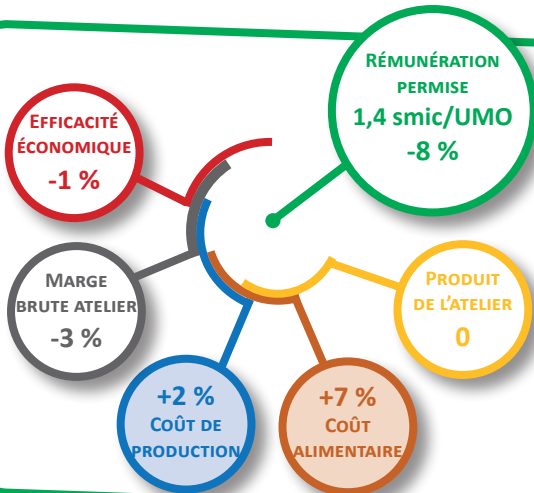 RÉMUNÉRATION
PERMISE
1,4 smic/UMO
-8 %
EFFICACITÉ
ÉCONOMIQUE
-1 %
MARGE
BRUTE ATELIER
-3 %
PRODUIT
DE L'ATELIER
0
+2 %
COÛT DE
PRODUCTION
+7 %
COÛT
ALIMENTAIRE